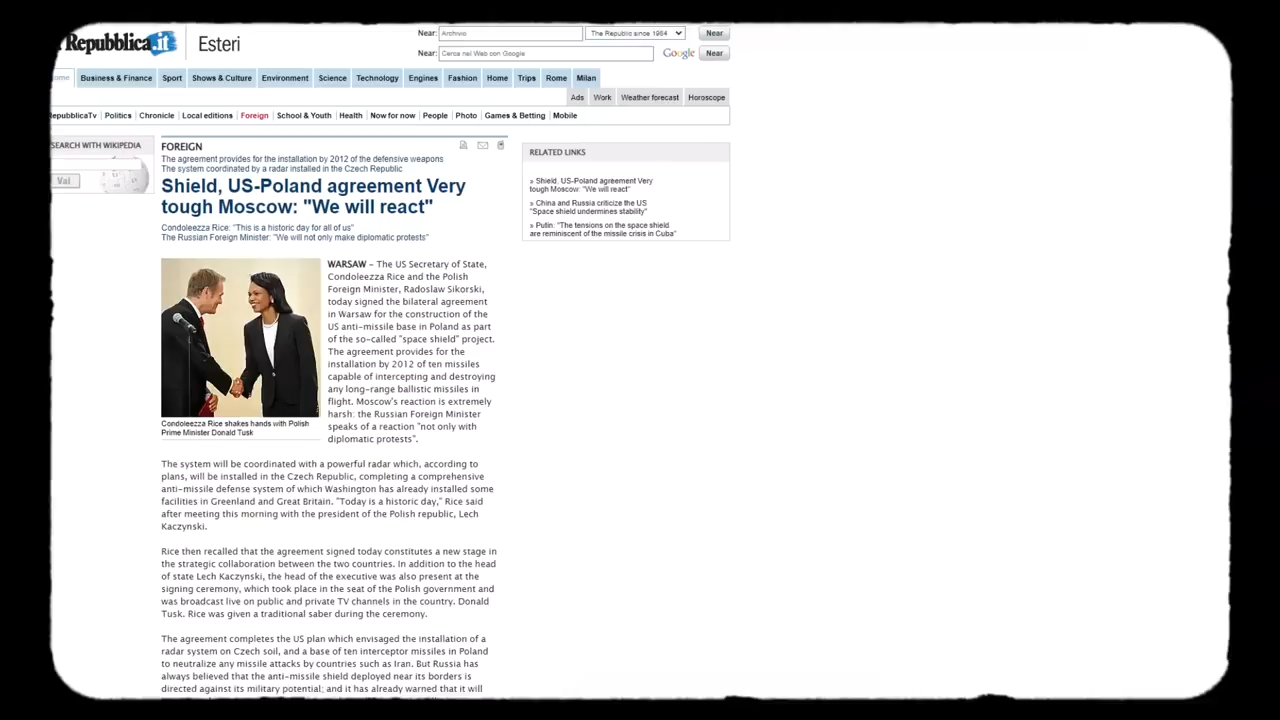 Repubblica.it
Esteri
Near: Archivio The Republis since 1984 Near
Near: Cerca nel Web con Google Google Near
Business & Finance Sport Shows & Culture Environment Science Technology Engines Fashion Home Trips Rome Milan
Ads Work Weather forecast Horoscope
RepubblicaTv Politics Chronicle Local editions Foreign School & Youth Health Now for now People Photo Games & Betting Mobile
SEARCH WITH WIKIPEDIA
Vai
FOREIGN
The agreement provides for the installation by 2012 of the defensive weapons
The system coordinated by a radar installed in the Czech Republic
Shield, US-Poland agreement Very
tough Moscow: "We will react"
Condoleezza Rice: "This is a historic day for all of us"
The Russian Foreign Minister: "We will not only make diplomatic protests"
Condoleezza Rice shakes hands with Polish
Prime Minister Donald Tusk
WARSAW - The US Secretary of State,
Condoleezza Rice and the Polish
Foreign Minister, Radoslaw Sikorski,
today signed the bilateral agreement
in Warsaw for the construction of the
US anti-missile base in Poland as part
of the so-called "space shield" project.
The agreement provides for the
installation by 2012 of ten missiles
capable of intercepting and destroying
any long-range ballistic missiles in
flight. Moscow's reaction is extremely
harsh: the Russian Foreign Minister
speaks of a reaction "not only with
diplomatic protests".
The system will be coordinated with a powerful radar which, according to
plans, will be installed in the Czech Republic, completing a comprehensive
anti-missile defense system of which Washington has already installed some
facilities in Greenland and Great Britain. "Today is a historic day," Rice said
after meeting this morning with the president of the Polish republic, Lech
Kaczynski.
Rice then recalled that the agreement signed today constitutes a new stage in
the strategic collaboration between the two countries. In addition to the head
of state Lech Kaczynski, the head of the executive was also present at the
signing ceremony, which took place in the seat of the Polish government and
was broadcast live on public and private TV channels in the country. Donald
Tusk. Rice was given a traditional saber during the ceremony.
The agreement completes the US plan which envisaged the installation of a
radar system on Czech soil, and a base of ten interceptor missiles in Poland
to neutralize any missile attacks by countries such as Iran. But Russia has
always believed that the anti-missile shield deployed near its borders is
directed against its military potential; and it has already warned that it will
RELATED LINKS
» Shield, US-Poland agreement Very
tough Moscow: "We will react"
» China and Russia criticize the US
"Space shield undermines stability"
» Putin: "The tensions on the space shield
are reminiscent of the missile crisis in Cuba"